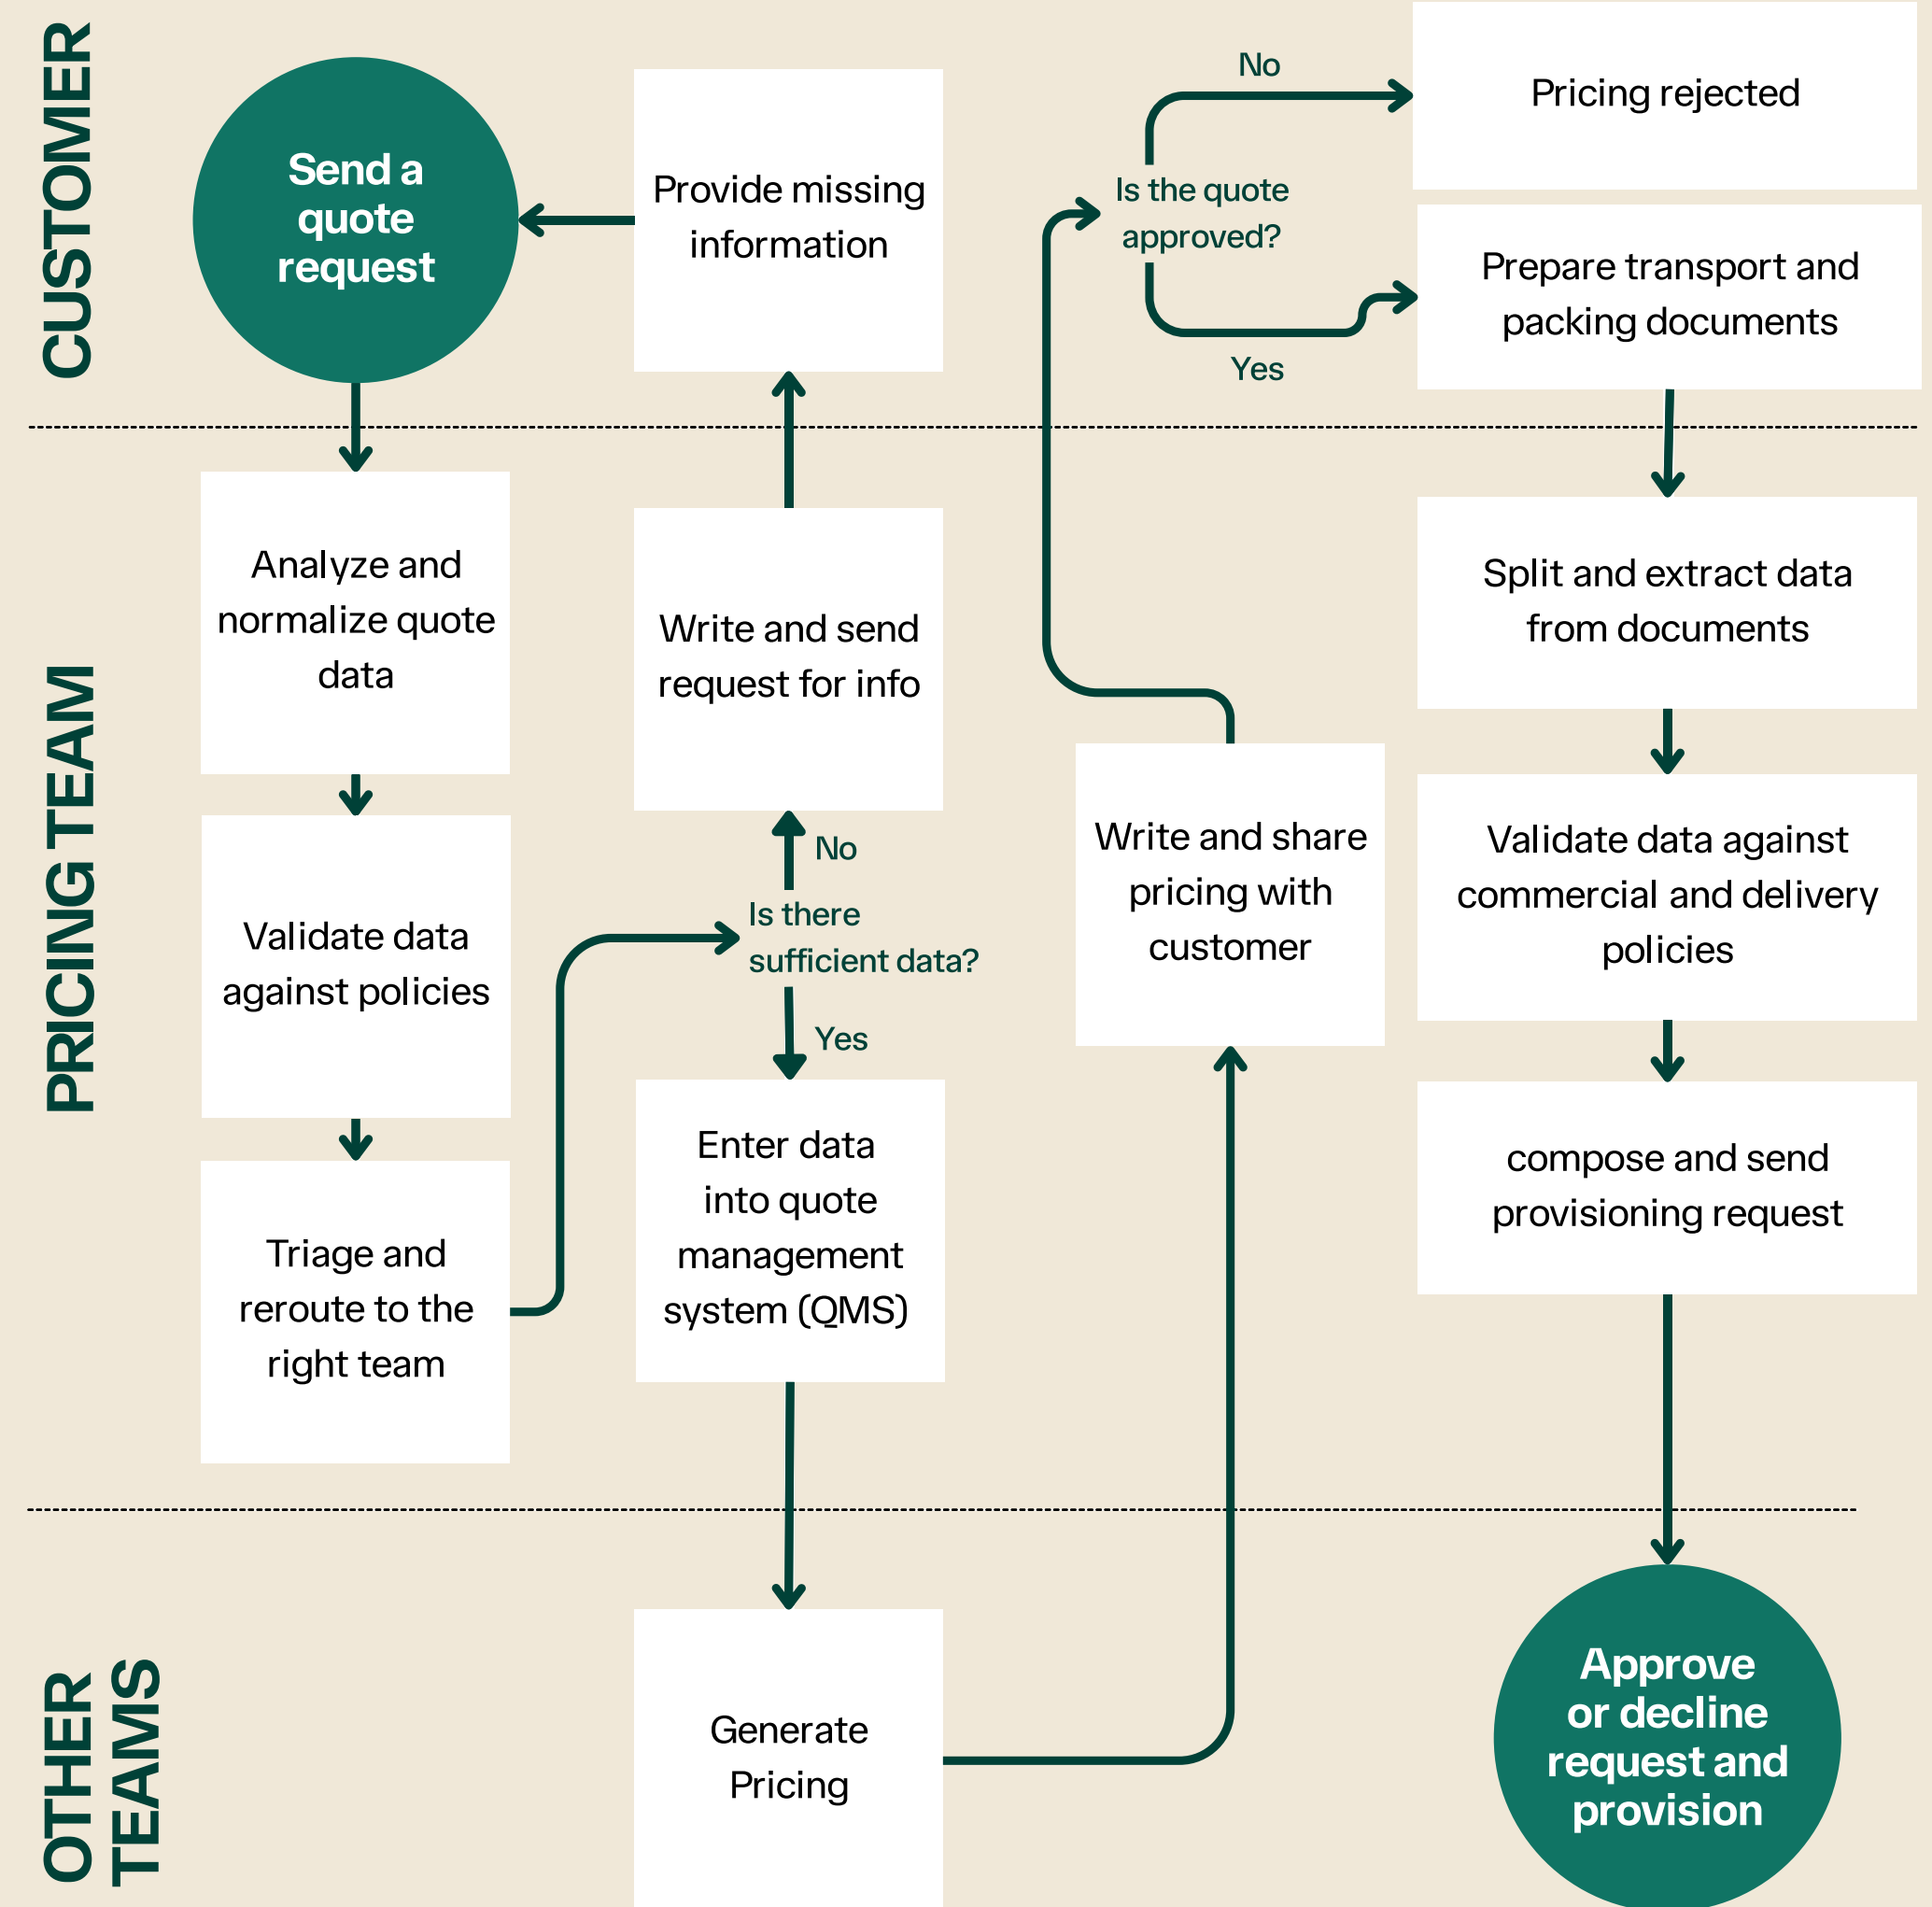 CUSTOMER
Send a
quote
request
Provide missing
information
No
Is the quote
approved?
Yes
Pricing rejected
Prepare transport and
packing documents
PRICING TEAM
Analyze and
normalize quote
data
Validate data
against policies
Triage and
reroute to the
right team
Write and send
request for info
No
Is there
sufficient data?
Yes
Enter data
into quote
management
system (QMS)
Write and share
pricing with
customer
Split and extract data
from documents
Validate data against
commercial and delivery
policies
compose and send
provisioning request
OTHER
TEAMS
Generate
Pricing
Approve
or decline
request and
provision